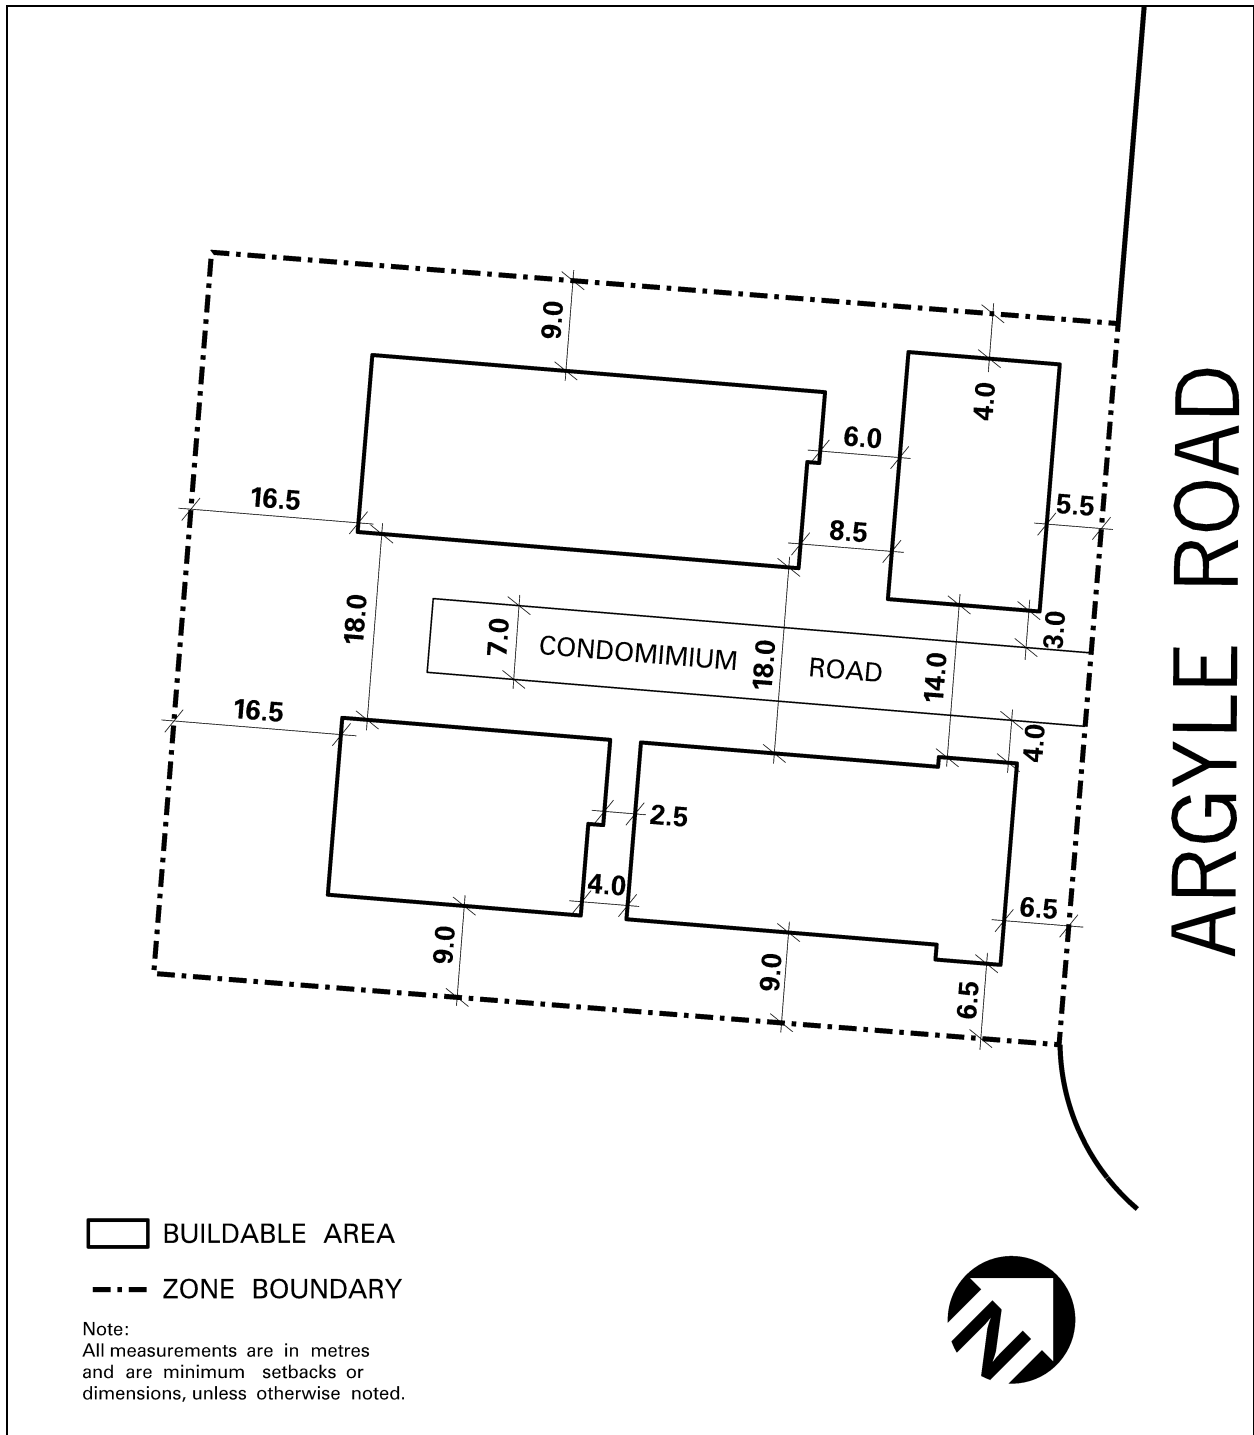 9.0
4.0
6.0
16.5
5.5
8.5
18.0
7.0
CONDOMIMIUM ROAD
18.0
14.0
3.0
16.5
4.0
2.5
4.0
6.5
9.0
9.0
6.5
ARGYLE ROAD
BUILDABLE AREA
ZONE BOUNDARY
Note:
All measurements are in metres
and are minimum setbacks or
dimensions, unless otherwise noted.
N